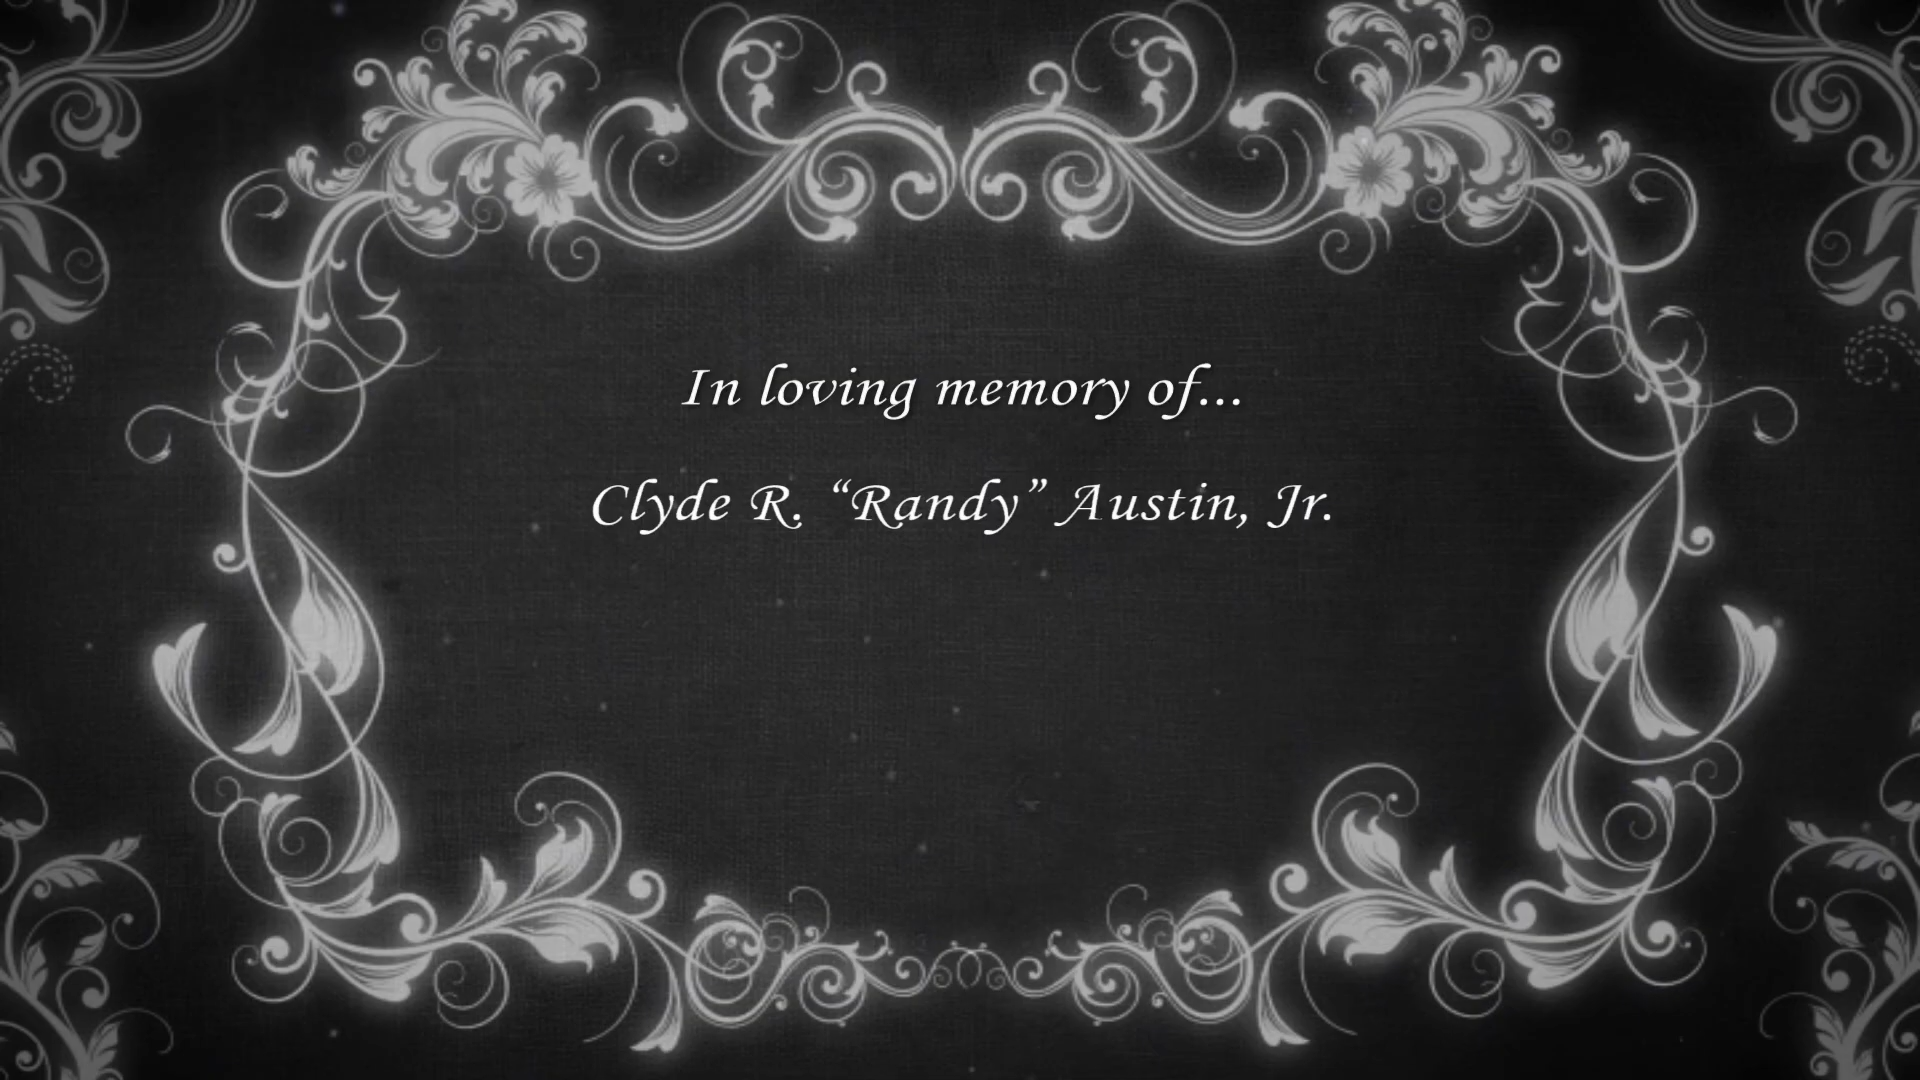 In loving memory of...
Clyde R. “Randy” Austin, Jr.